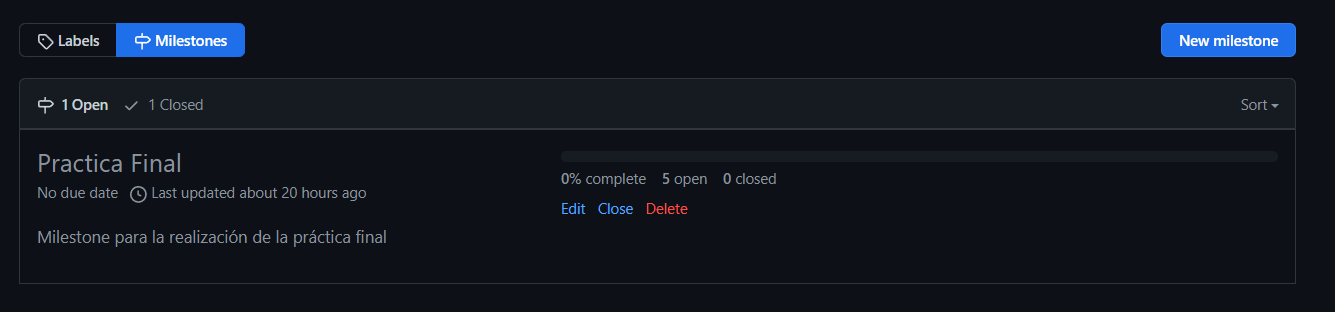 Labels Milestones New milestone
1 Open 1 Closed Sort
Practica Final
No due date Last updated about 20 hours ago
Milestone para la realización de la práctica final
0% complete 5 open 0 closed
Edit Close Delete